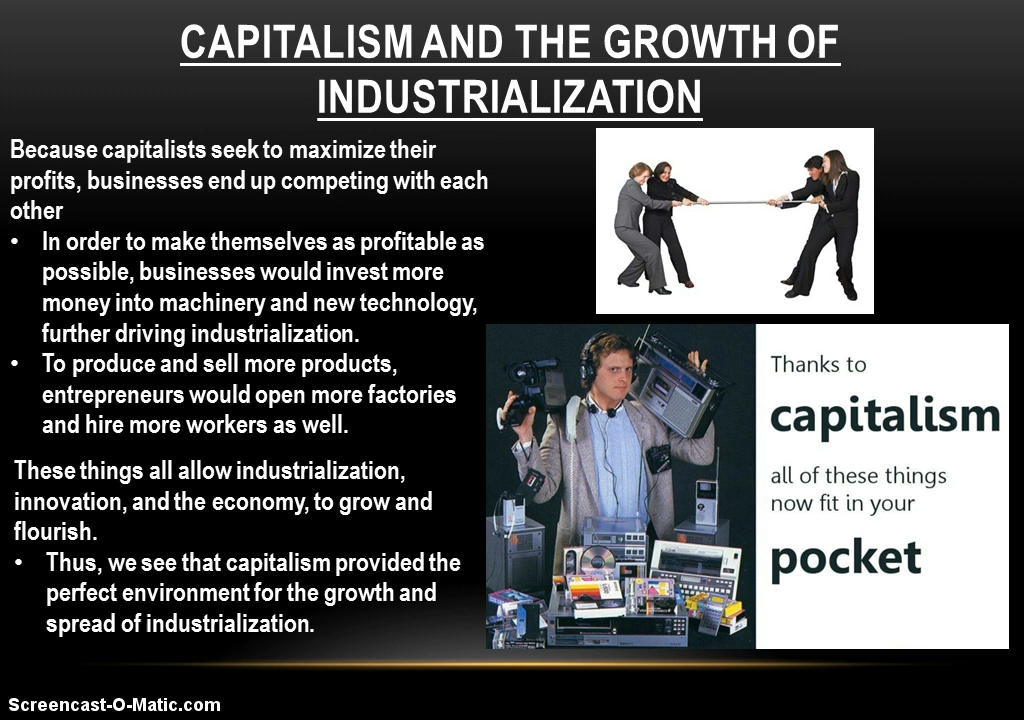 CAPITALISM AND THE GROWTH OF
INDUSTRIALIZATION
Because capitalists seek to maximize their
profits, businesses end up competing with each
other
• In order to make themselves as profitable as
possible, businesses would invest more
money into machinery and new technology,
further driving industrialization.
• To produce and sell more products,
entrepreneurs would open more factories
and hire more workers as well.
These things all allow industrialization,
innovation, and the economy, to grow and
flourish.
• Thus, we see that capitalism provided the
perfect environment for the growth and
spread of industrialization.
Thanks to
capitalism
all of these things
now fit in your
pocket
Screencast-O-Matic.com